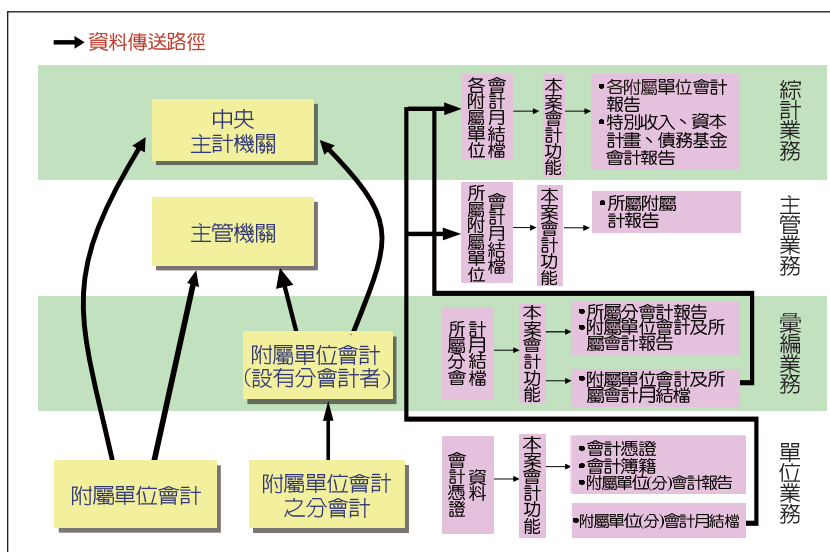 資料傳送路徑
中央
主計機關
主管機關
附屬單位會計
(設有分會計者)
附屬單位會計
附屬單位會計
之分會計
各附屬單位
會計月結檔
本案會計功能
•各附屬單位會計
報告
•特別收入、資本
計畫、債務基金
會計報告
綜計業務
所屬附屬單位
會計月結檔
本案會計功能
•所屬附屬
計報告
主管業務
所屬分會
計月結檔
本案會計功能
•所屬分會計報告
•附屬單位會計及所
屬會計報告
•附屬單位會計及所
屬會計月結檔
彙編業務
會計憑證
資料
本案會計功能
•會計憑證
•會計簿籍
•附屬單位(分)會計報告
•附屬單位(分)會計月結檔
單位業務